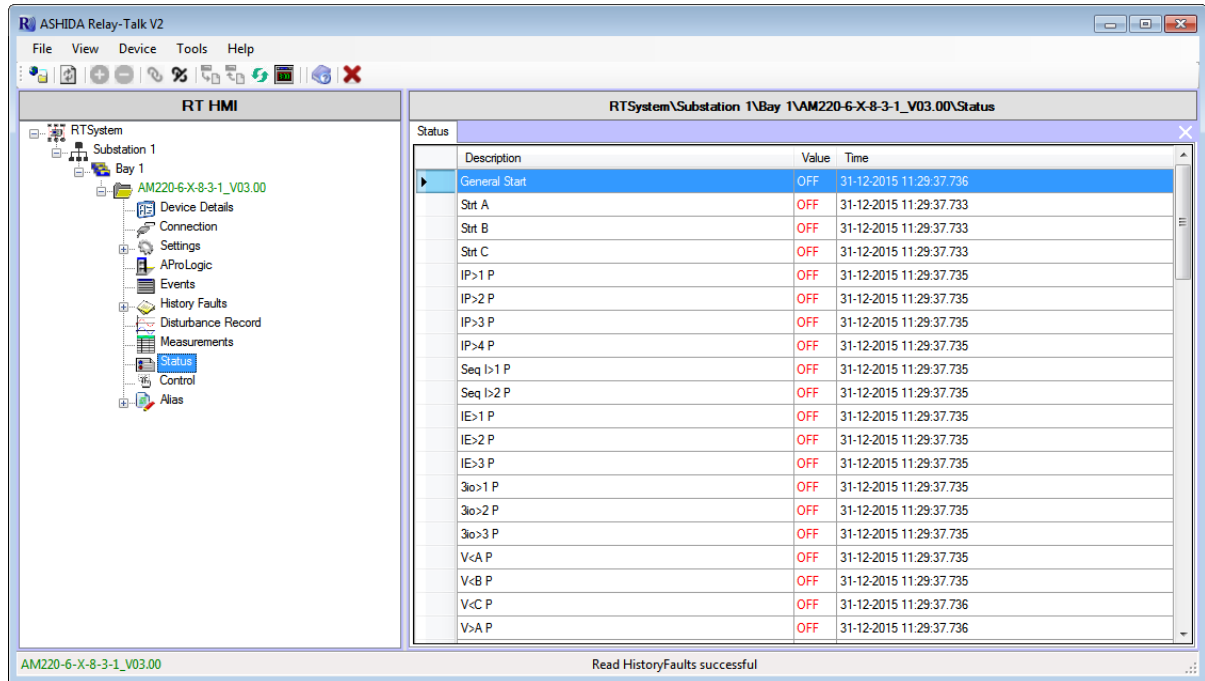 ASHIDA Relay-Talk V2
File View Device Tools Help
RT HMI
RTSystem
Substation 1
Bay 1
AM220-6-X-8-3-1_V03.00
Device Details
Connection
Settings
AProLogic
Events
History Faults
Disturbance Record
Measurements
Status
Control
Alias
RTSystem\Substation 1\Bay 1\AM220-6-X-8-3-1_V03.00\Status
Status
Description Value Time
General Start OFF 31-12-2015 11:29:37.736
Strt A OFF 31-12-2015 11:29:37.733
Strt B OFF 31-12-2015 11:29:37.733
Strt C OFF 31-12-2015 11:29:37.733
IP>1 P OFF 31-12-2015 11:29:37.735
IP>2 P OFF 31-12-2015 11:29:37.735
IP>3 P OFF 31-12-2015 11:29:37.735
IP>4 P OFF 31-12-2015 11:29:37.735
Seq I>1 P OFF 31-12-2015 11:29:37.735
Seq I>2 P OFF 31-12-2015 11:29:37.735
IE>1 P OFF 31-12-2015 11:29:37.735
IE>2 P OFF 31-12-2015 11:29:37.735
IE>3 P OFF 31-12-2015 11:29:37.735
3io>1 P OFF 31-12-2015 11:29:37.735
3io>2 P OFF 31-12-2015 11:29:37.735
3io>3 P OFF 31-12-2015 11:29:37.735
V<A P OFF 31-12-2015 11:29:37.735
V<B P OFF 31-12-2015 11:29:37.735
V<C P OFF 31-12-2015 11:29:37.736
V>A P OFF 31-12-2015 11:29:37.736
AM220-6-X-8-3-1_V03.00 Read HistoryFaults successful